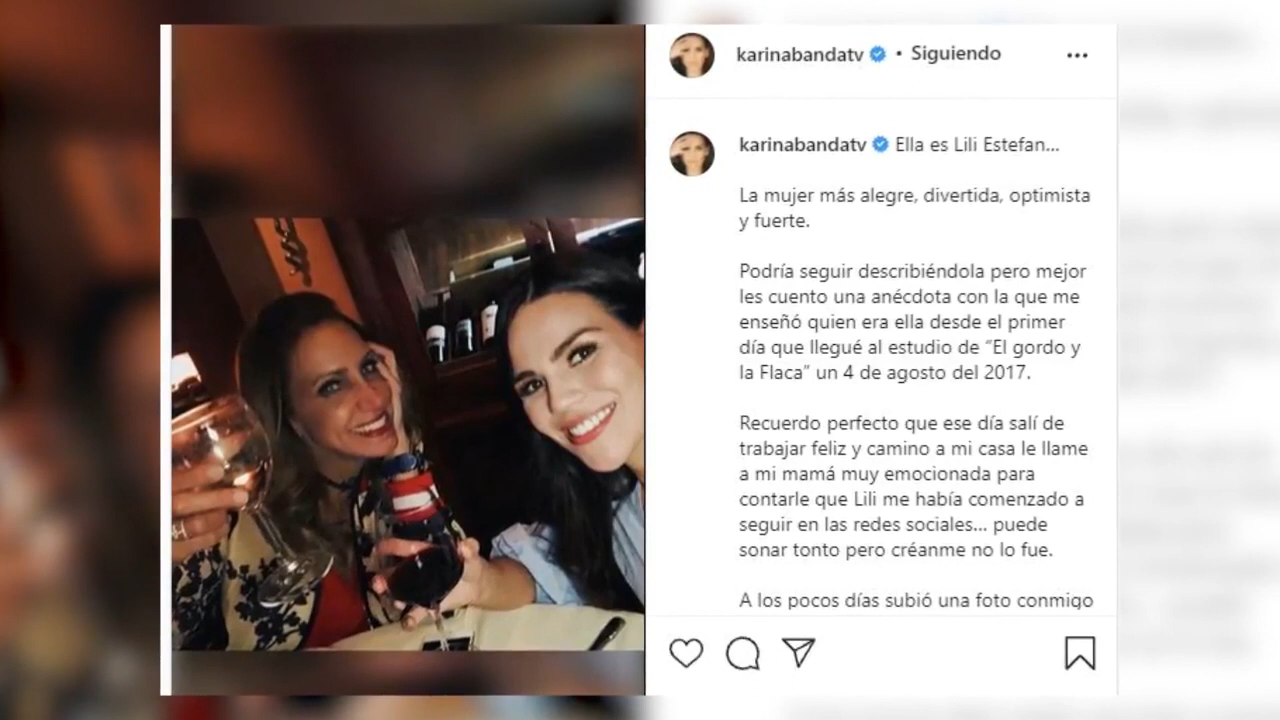 karinabandatv • Siguiendo
karinabandatv Ella es Lili Estefan...
La mujer más alegre, divertida, optimista
y fuerte.
Podría seguir describiéndola pero mejor
les cuento una anécdota con la que me
enseñó quien era ella desde el primer
día que llegué al estudio de “El gordo y
la Flaca” un 4 de agosto del 2017.
Recuerdo perfecto que ese día salí de
trabajar feliz y camino a mi casa le llame
a mi mamá muy emocionada para
contarle que Lili me había comenzado a
seguir en las redes sociales... puede
sonar tonto pero créanme no lo fue.
A los pocos días subió una foto conmigo